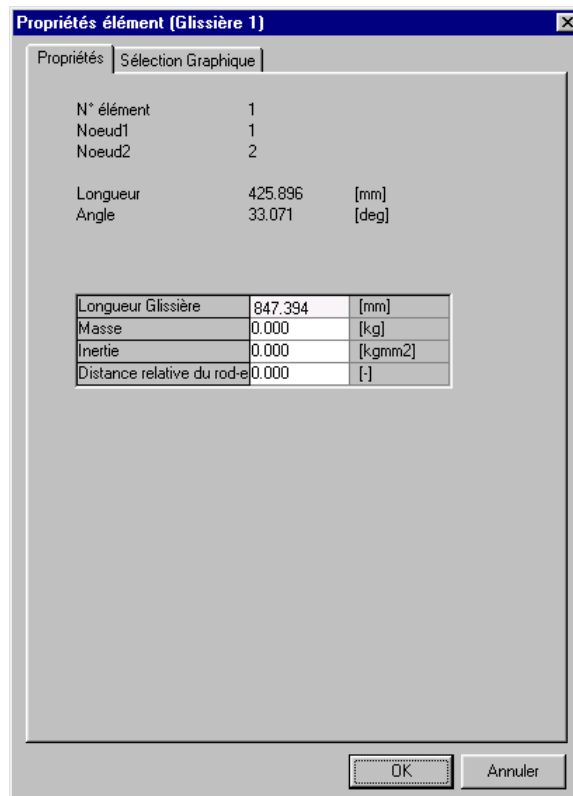 Propriétés élément (Glissière 1)
Propriétés Sélection Graphique
N° élément 1
Noeud1 1
Noeud2 2
Longueur 425.896 [mm]
Angle 33.071 [deg]
Longueur Glissière 847.394 [mm]
Masse 0.000 [kg]
Inertie 0.000 [kgmm2]
Distance relative du rod-e 0.000 [-]
OK Annuler